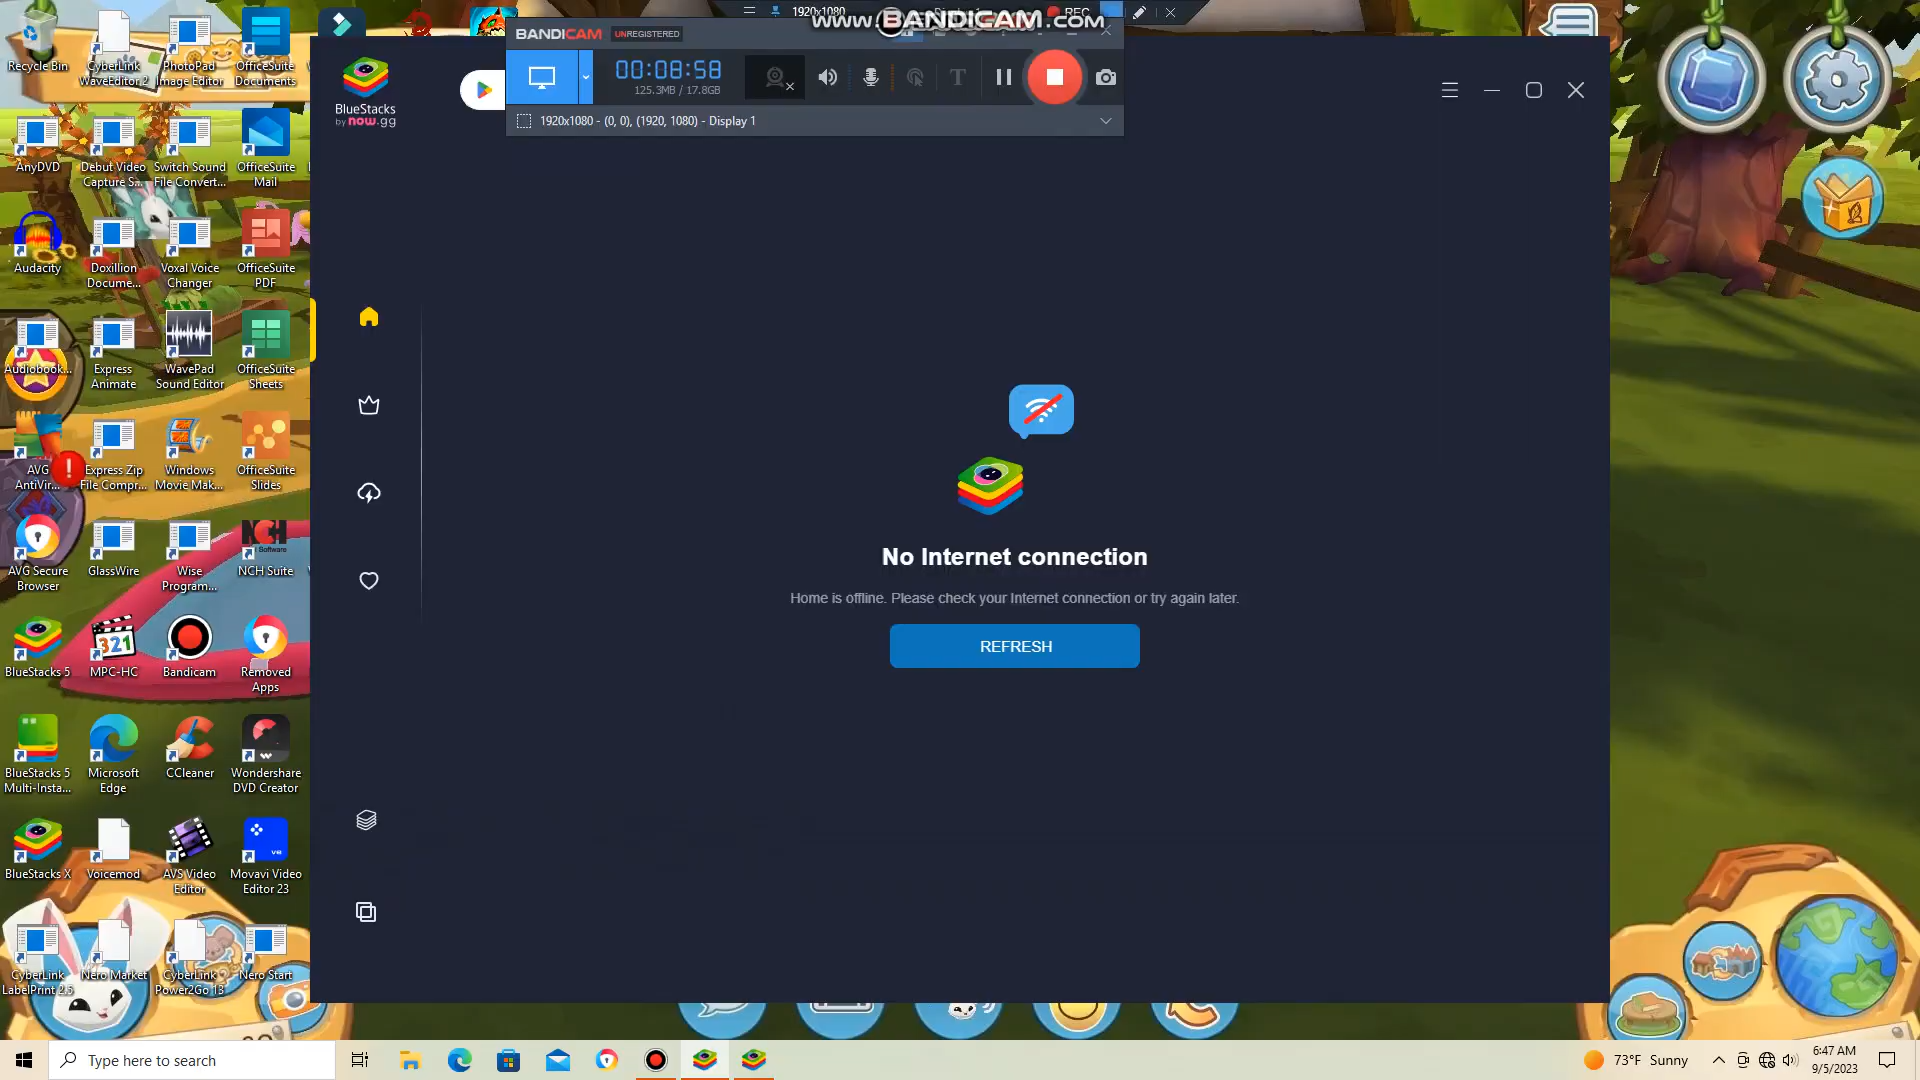 1920x1080
REC
www.BANDICAM.com
BANDICAM
UNREGISTERED
00:08:58
125.3MB / 17.8GB
T
1920x1080 - (0, 0), (1920, 1080) - Display 1
BlueStacks
by now.gg
Recycle Bin
CyberLink
WaveEditor 2
PhotoPad
Image Editor
OfficeSuite
Documents
AnyDVD
Debut Video
Capture S...
Switch Sound
File Convert...
OfficeSuite
Mail
Audacity
Doxillion
Docume...
Voxal Voice
Changer
OfficeSuite
PDF
Audiobook...
Express
Animate
WavePad
Sound Editor
OfficeSuite
Sheets
AVG
AntiVir...
Express Zip
File Compr...
Windows
Movie Mak...
OfficeSuite
Slides
AVG Secure
Browser
GlassWire
Wise
Program...
NCH Suite
BlueStacks 5
MPC-HC
Bandicam
Removed
Apps
BlueStacks 5
Multi-Insta...
Microsoft
Edge
CCleaner
Wondershare
DVD Creator
BlueStacks X
Voicemod
AVS Video
Editor
Movavi Video
Editor 23
CyberLink
LabelPrint 2.5
Nero Market
CyberLink
Power2Go 13
Nero Start
No Internet connection
Home is offline. Please check your Internet connection or try again later.
REFRESH
Type here to search
73°F Sunny
6:47 AM
9/5/2023